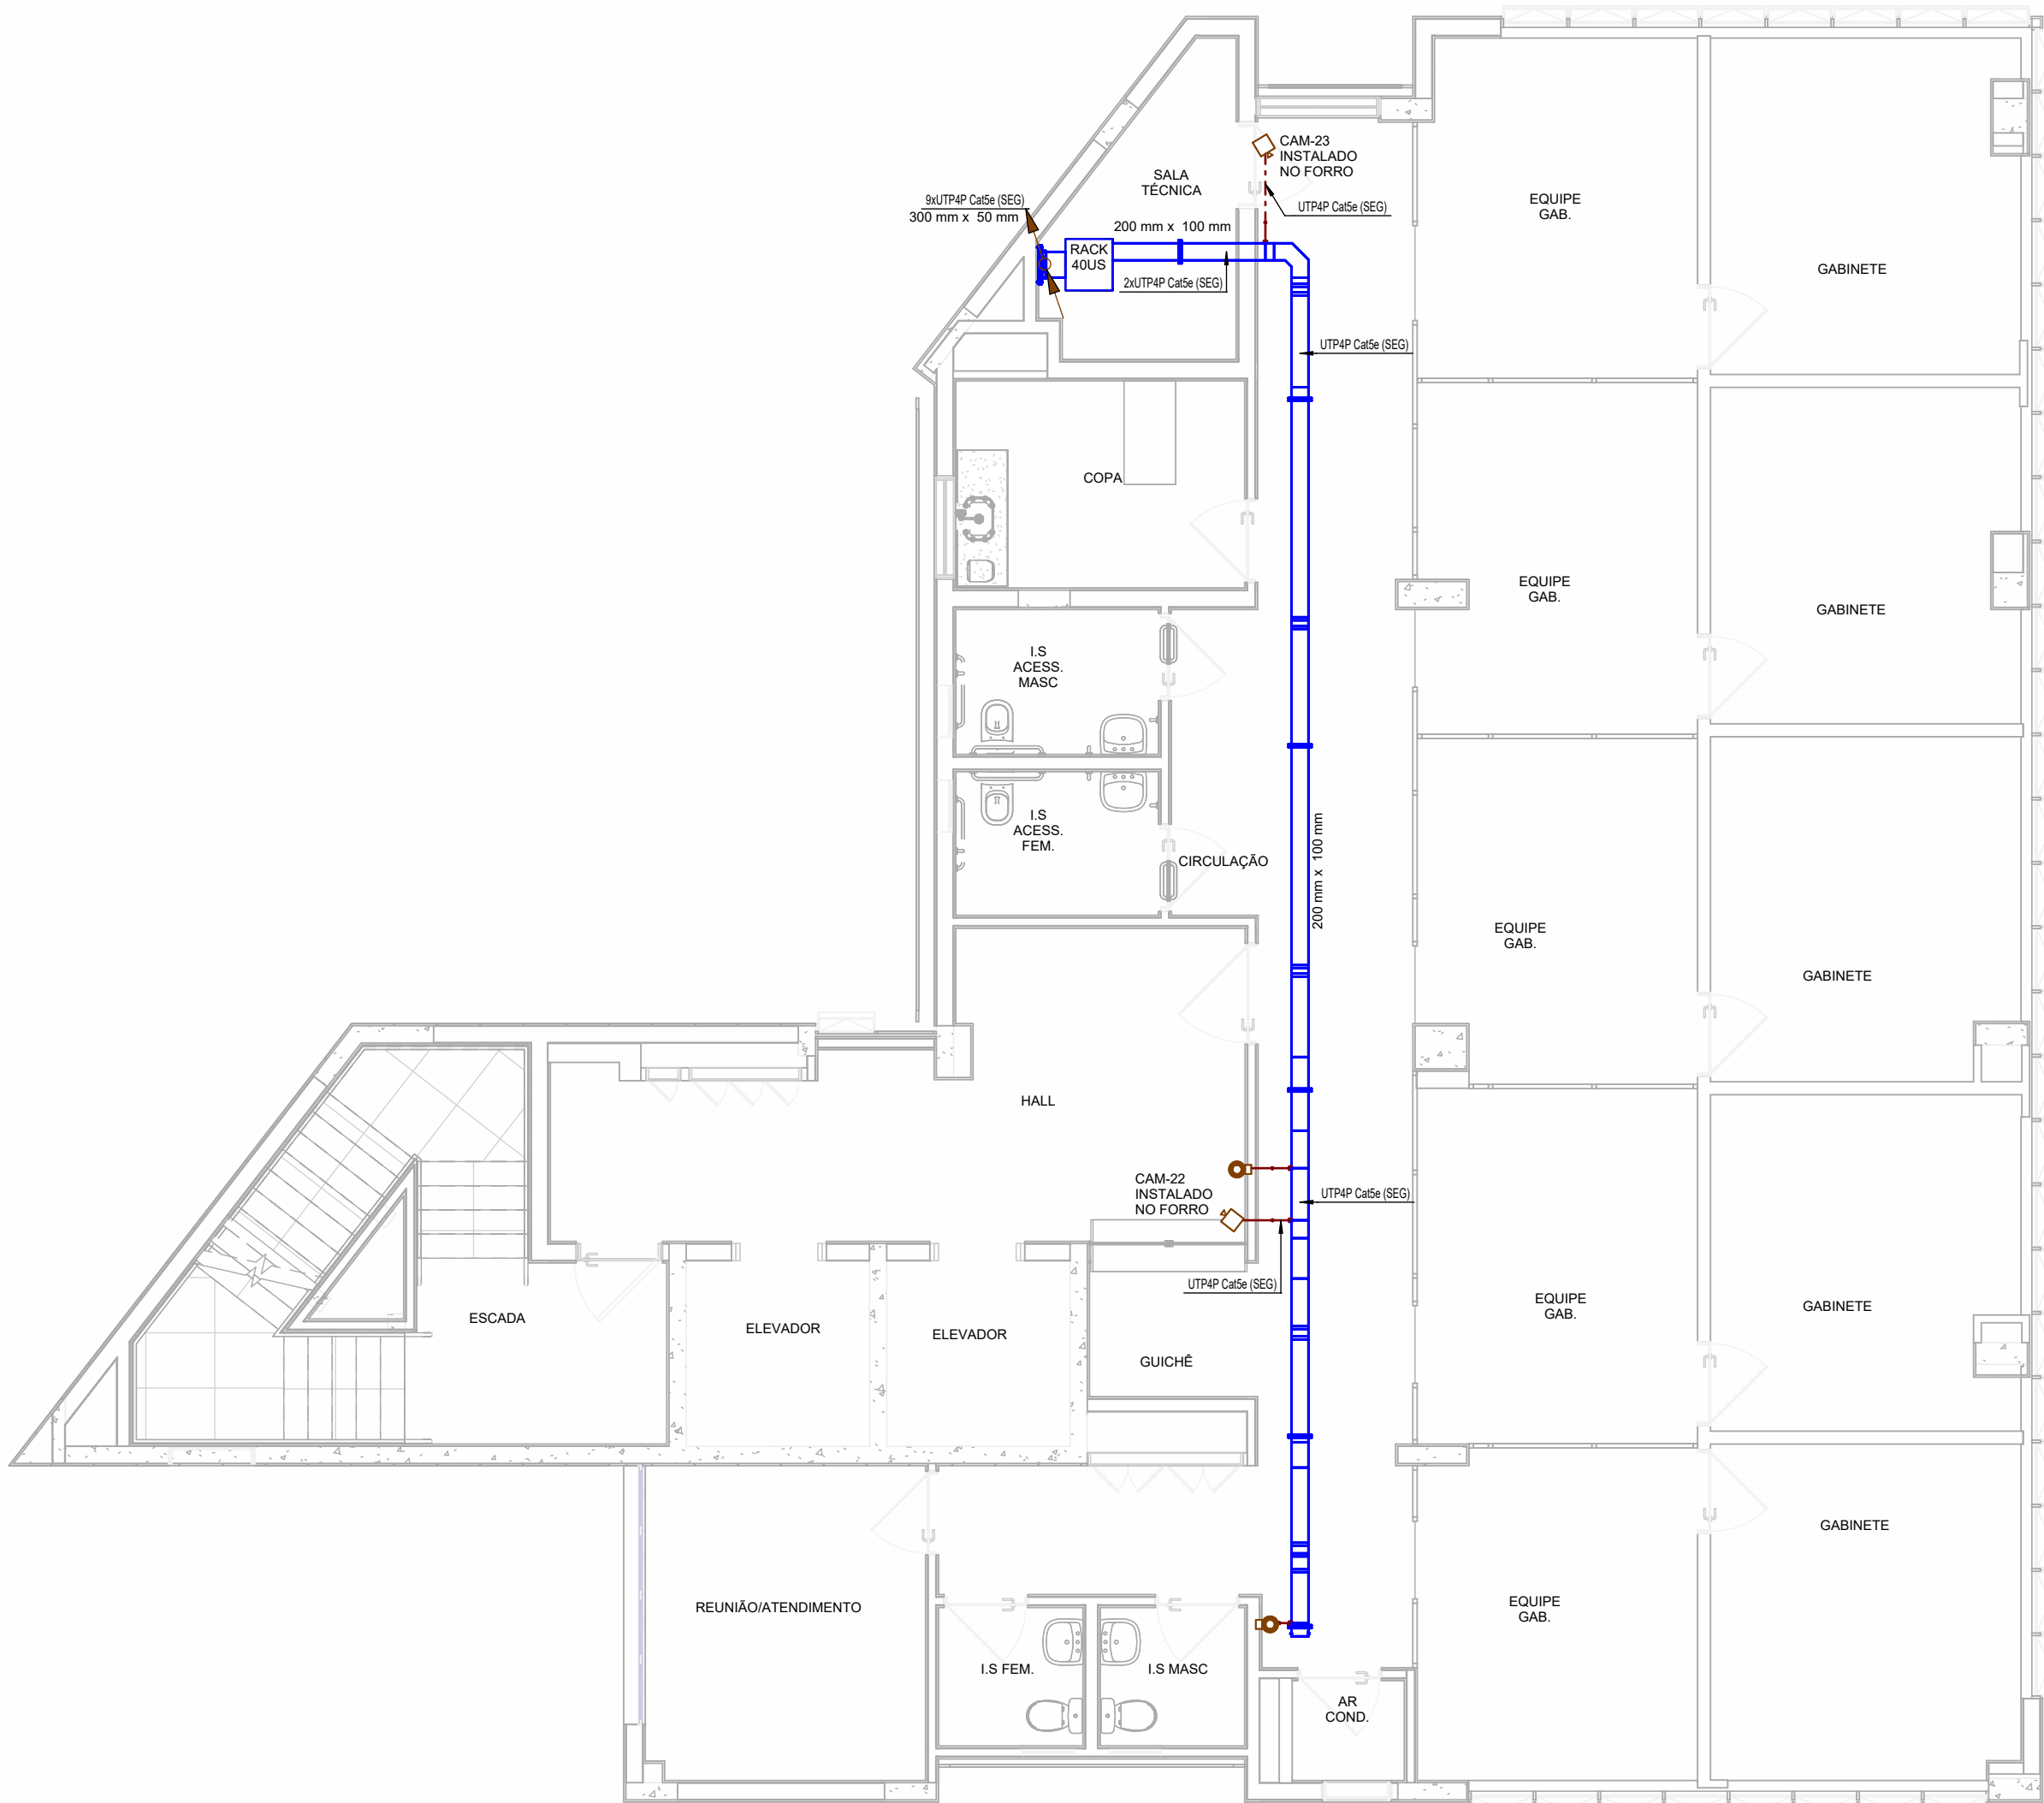 CAM-23
INSTALADO
NO FORRO
SALA
TÉCNICA
UTP4P Cat5e (SEG)
9xUTP4P Cat5e (SEG)
300 mm x 50 mm
200 mm x 100 mm
RACK
40US
2xUTP4P Cat5e (SEG)
EQUIPE
GAB.
GABINETE
UTP4P Cat5e (SEG)
COPA
EQUIPE
GAB.
GABINETE
I.S
ACESS.
MASC
I.S
ACESS.
FEM.
CIRCULAÇÃO
200 mm x 100 mm
EQUIPE
GAB.
GABINETE
HALL
CAM-22
INSTALADO
NO FORRO
UTP4P Cat5e (SEG)
UTP4P Cat5e (SEG)
ESCADA
ELEVADOR
ELEVADOR
GUICHÊ
EQUIPE
GAB.
GABINETE
GABINETE
REUNIÃO/ATENDIMENTO
EQUIPE
GAB.
I.S FEM.
I.S MASC
AR
COND.